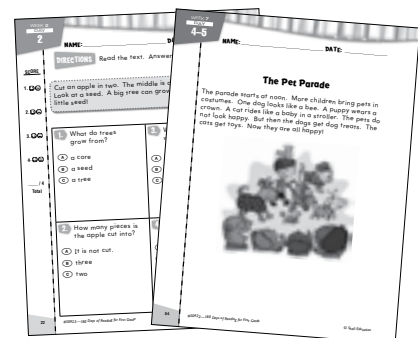 WEEK 2
DAY
2
NAME:
DIRECTIONS Read the text. Answer
SCORE
Cut an apple in two. The middle is a
Look at a seed. A big tree can grow
little seed!
1.
2.
3.
4.
___ / 4
Total
1. What do trees
grow from?
A a core
B a seed
C a tree
2. How many pieces is
the apple cut into?
A It is not cut.
B three
C two
3.
A
B
C
WEEK 2
DAY
4–5
NAME:
DATE:
The Pet Parade
The parade starts at noon. More children bring pets in
costumes. One dog looks like a bee. A puppy wears a
crown. A cat rides like a baby in a stroller. The pets do
not look happy. But then the dogs get dog treats. The
cats get toys. Now they are all happy!